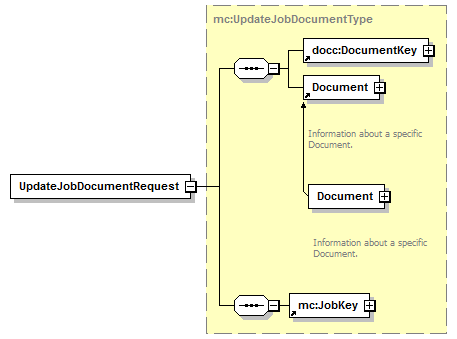 mc:UpdateJobDocumentType
docc:DocumentKey
Document
Information about a specific
Document.
UpdateJobDocumentRequest
Document
Information about a specific
Document.
mc:JobKey